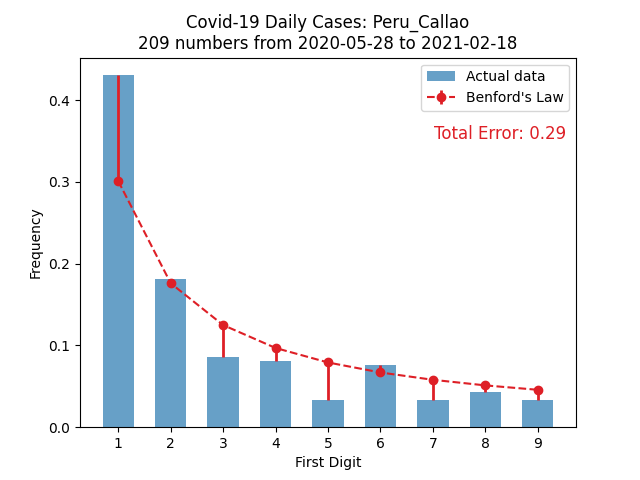 Covid-19 Daily Cases: Peru_Callao
209 numbers from 2020-05-28 to 2021-02-18
Actual data
Benford's Law
Total Error: 0.29
Frequency
0.4
0.3
0.2
0.1
0.0
1 2 3 4 5 6 7 8 9
First Digit